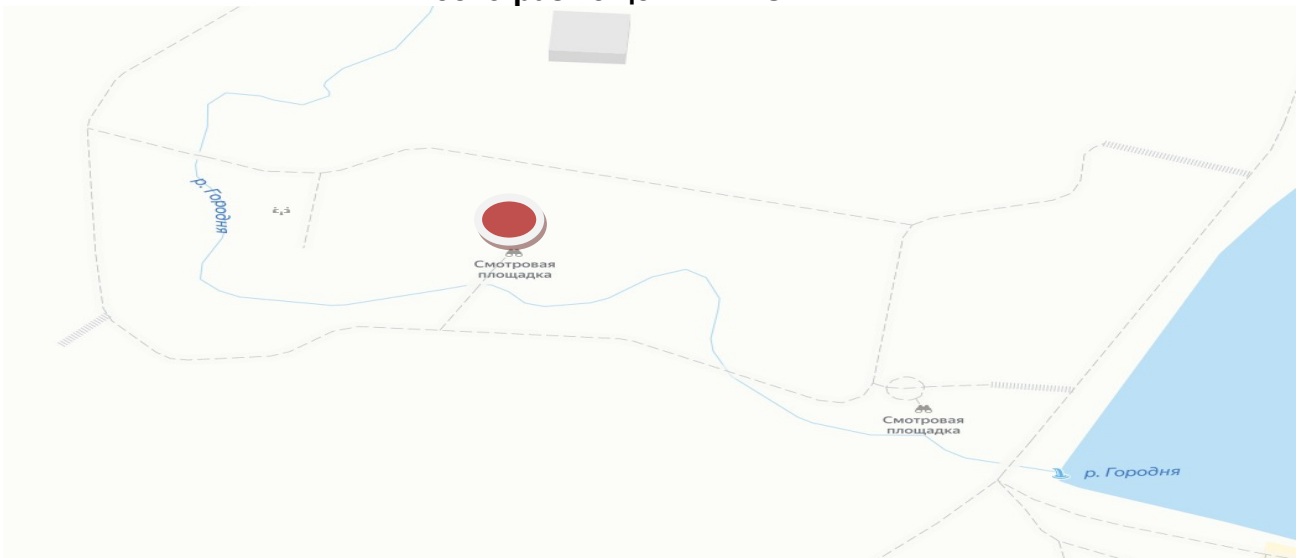 р. Городня
Смотровая
площадка
Смотровая
площадка
р. Городня